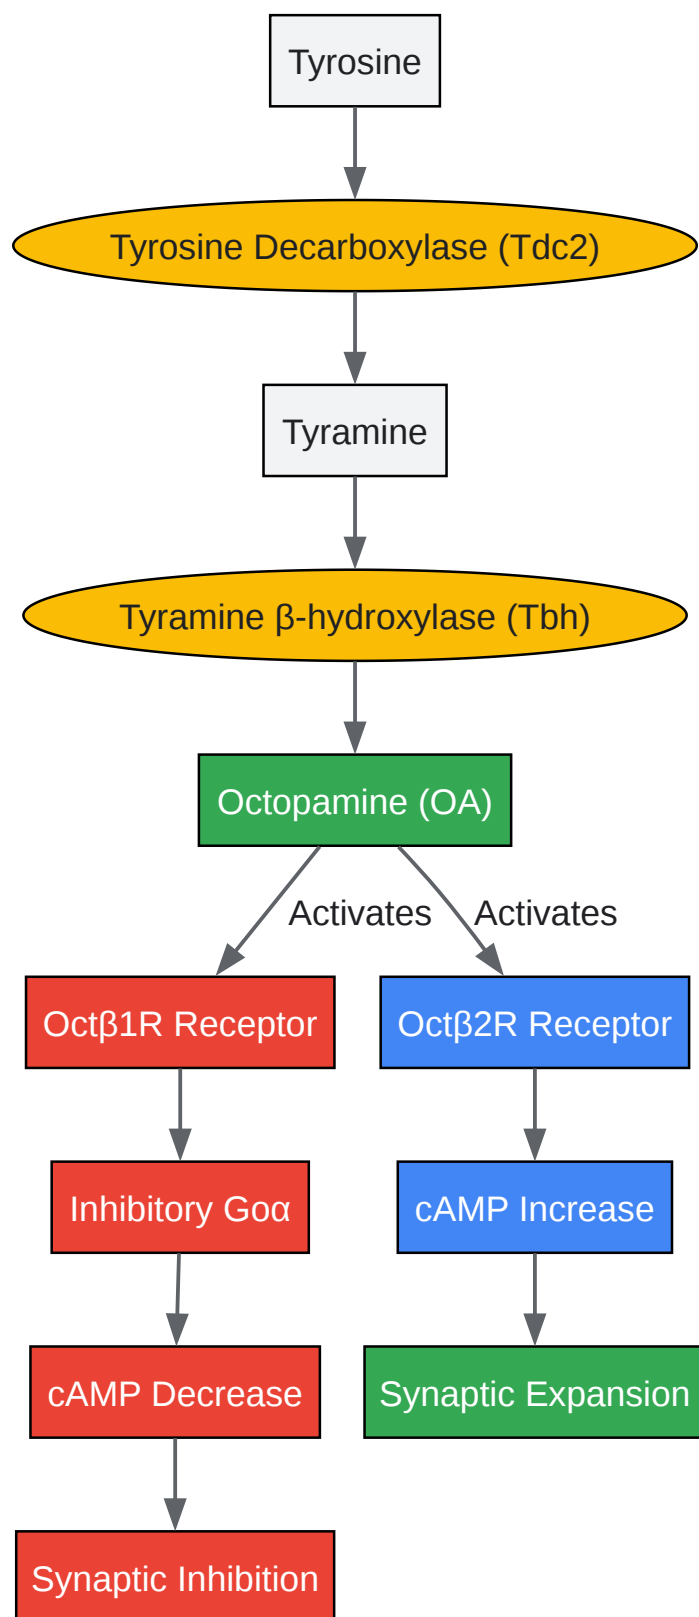 Tyrosine
Tyrosine Decarboxylase (Tdc2)
Tyramine
Tyramine β-hydroxylase (Tbh)
Octopamine (OA)
Activates
Activates
Octβ1R Receptor
Octβ2R Receptor
Inhibitory Goα
cAMP Increase
cAMP Decrease
Synaptic Expansion
Synaptic Inhibition